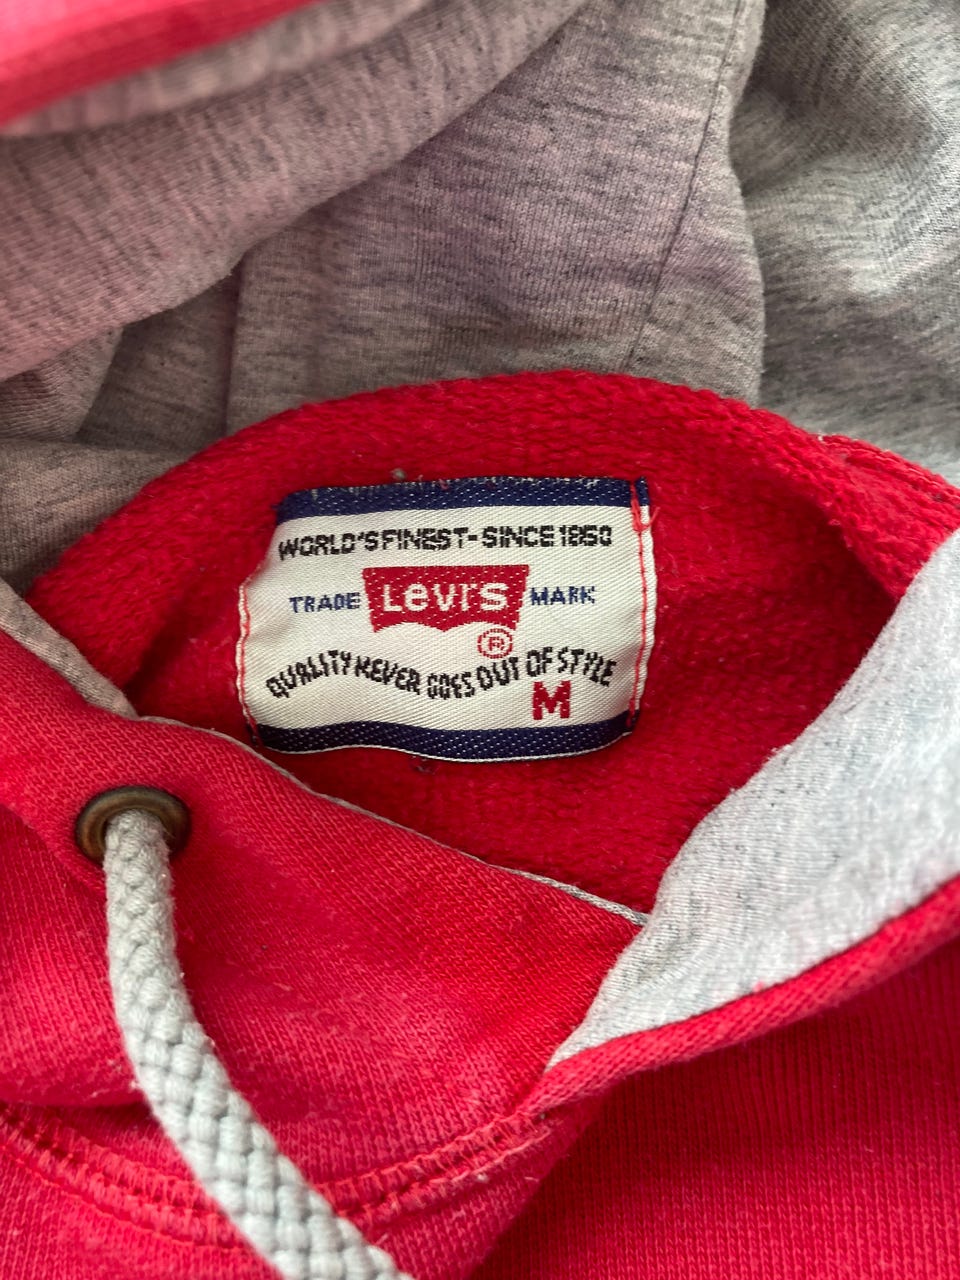 WORLD'S FINEST - SINCE 1850
TRADE Levi's MARK
®
QUALITY NEVER GOES OUT OF STYLE
M